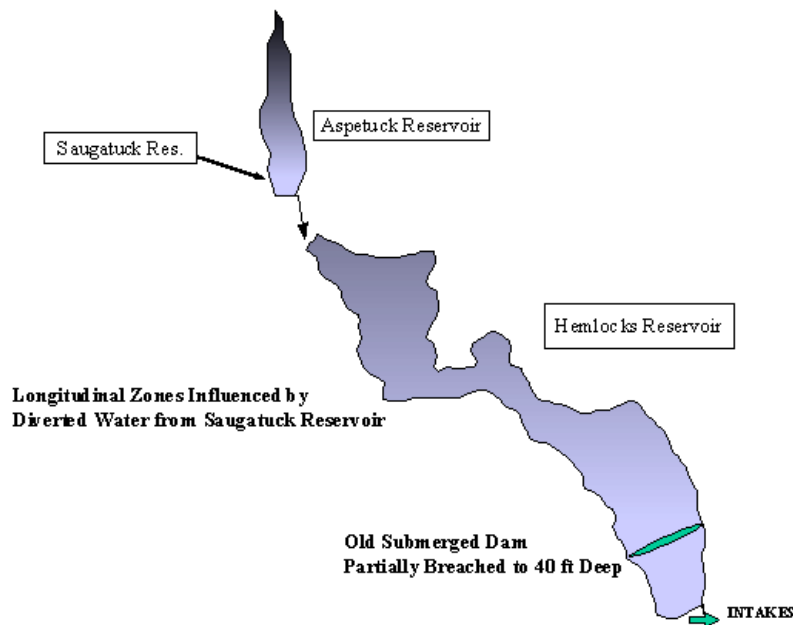 Aspetuck Reservoir
Saugatuck Res.
Hemlocks Reservoir
Longitudinal Zones Influenced by
Diverted Water from Saugatuck Reservoir
Old Submerged Dam
Partially Breached to 40 ft Deep
INTAKES